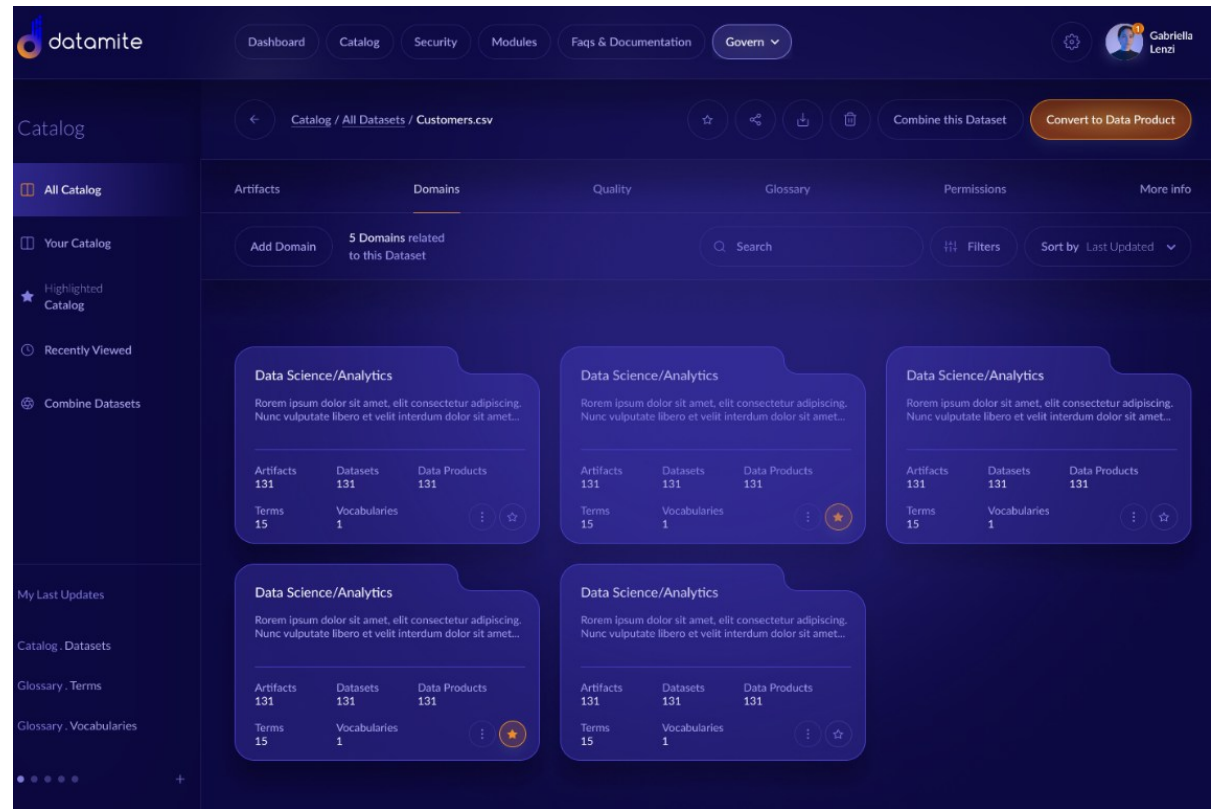 datamite
Dashboard
Catalog
Security
Modules
Faqs & Documentation
Govern
1
Gabriella
Lenzi
Catalog
Catalog / All Datasets / Customers.csv
Combine this Dataset
Convert to Data Product
All Catalog
Your Catalog
Highlighted
Catalog
Recently Viewed
Combine Datasets
Artifacts
Domains
Quality
Glossary
Permissions
More info
Add Domain
5 Domains related
to this Dataset
Search
Filters
Sort by Last Updated
Data Science/Analytics
Rorem ipsum dolor sit amet, elit consectetur adipiscing.
Nunc vulputate libero et velit interdum dolor sit amet...
Artifacts Datasets Data Products
131 131 131
Terms Vocabularies
15 1
Data Science/Analytics
Rorem ipsum dolor sit amet, elit consectetur adipiscing.
Nunc vulputate libero et velit interdum dolor sit amet...
Artifacts Datasets Data Products
131 131 131
Terms Vocabularies
15 1
Data Science/Analytics
Rorem ipsum dolor sit amet, elit consectetur adipiscing.
Nunc vulputate libero et velit interdum dolor sit amet...
Artifacts Datasets Data Products
131 131 131
Terms Vocabularies
15 1
Data Science/Analytics
Rorem ipsum dolor sit amet, elit consectetur adipiscing.
Nunc vulputate libero et velit interdum dolor sit amet...
Artifacts Datasets Data Products
131 131 131
Terms Vocabularies
15 1
Data Science/Analytics
Rorem ipsum dolor sit amet, elit consectetur adipiscing.
Nunc vulputate libero et velit interdum dolor sit amet...
Artifacts Datasets Data Products
131 131 131
Terms Vocabularies
15 1
My Last Updates
Catalog . Datasets
Glossary . Terms
Glossary . Vocabularies
+